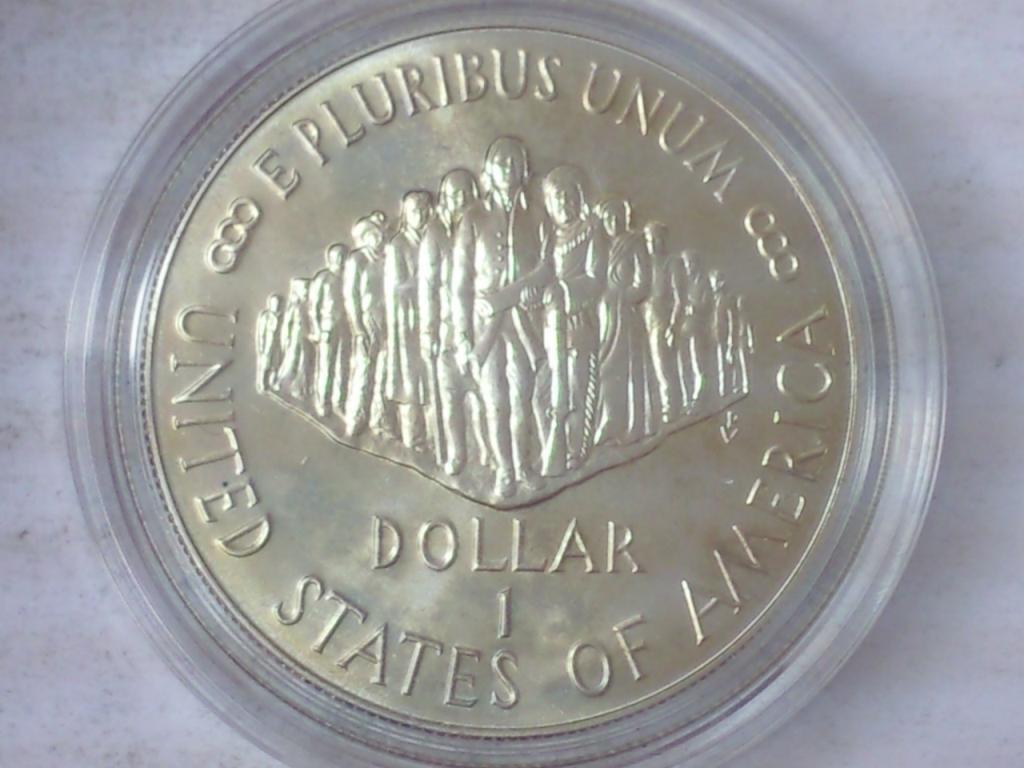 E PLURIBUS UNUM
DOLLAR
1
UNITED STATES OF AMERICA